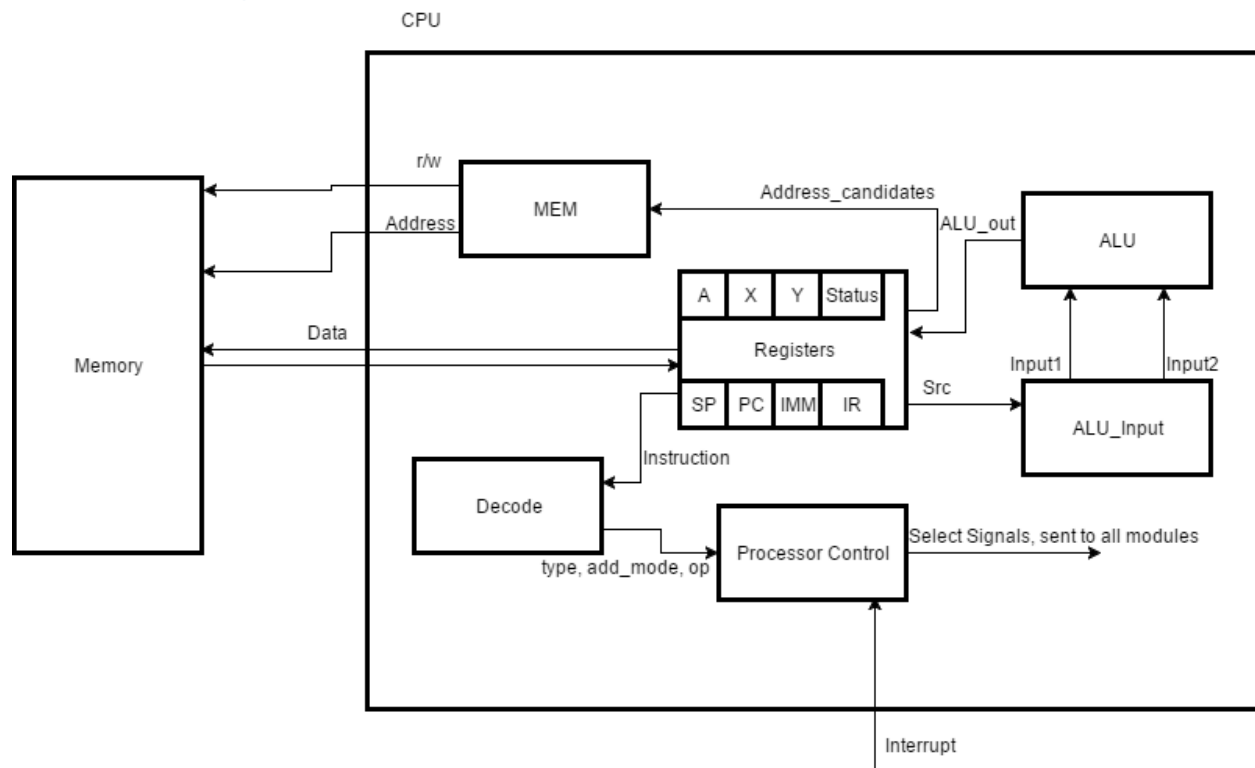 CPU
r/w
MEM
Address_candidates
Address
ALU_out
ALU
A X Y Status
Data
Registers
Memory
Input1 Input2
SP PC IMM IR
Src
ALU_Input
Instruction
Decode
Processor Control
Select Signals, sent to all modules
type, add_mode, op
Interrupt